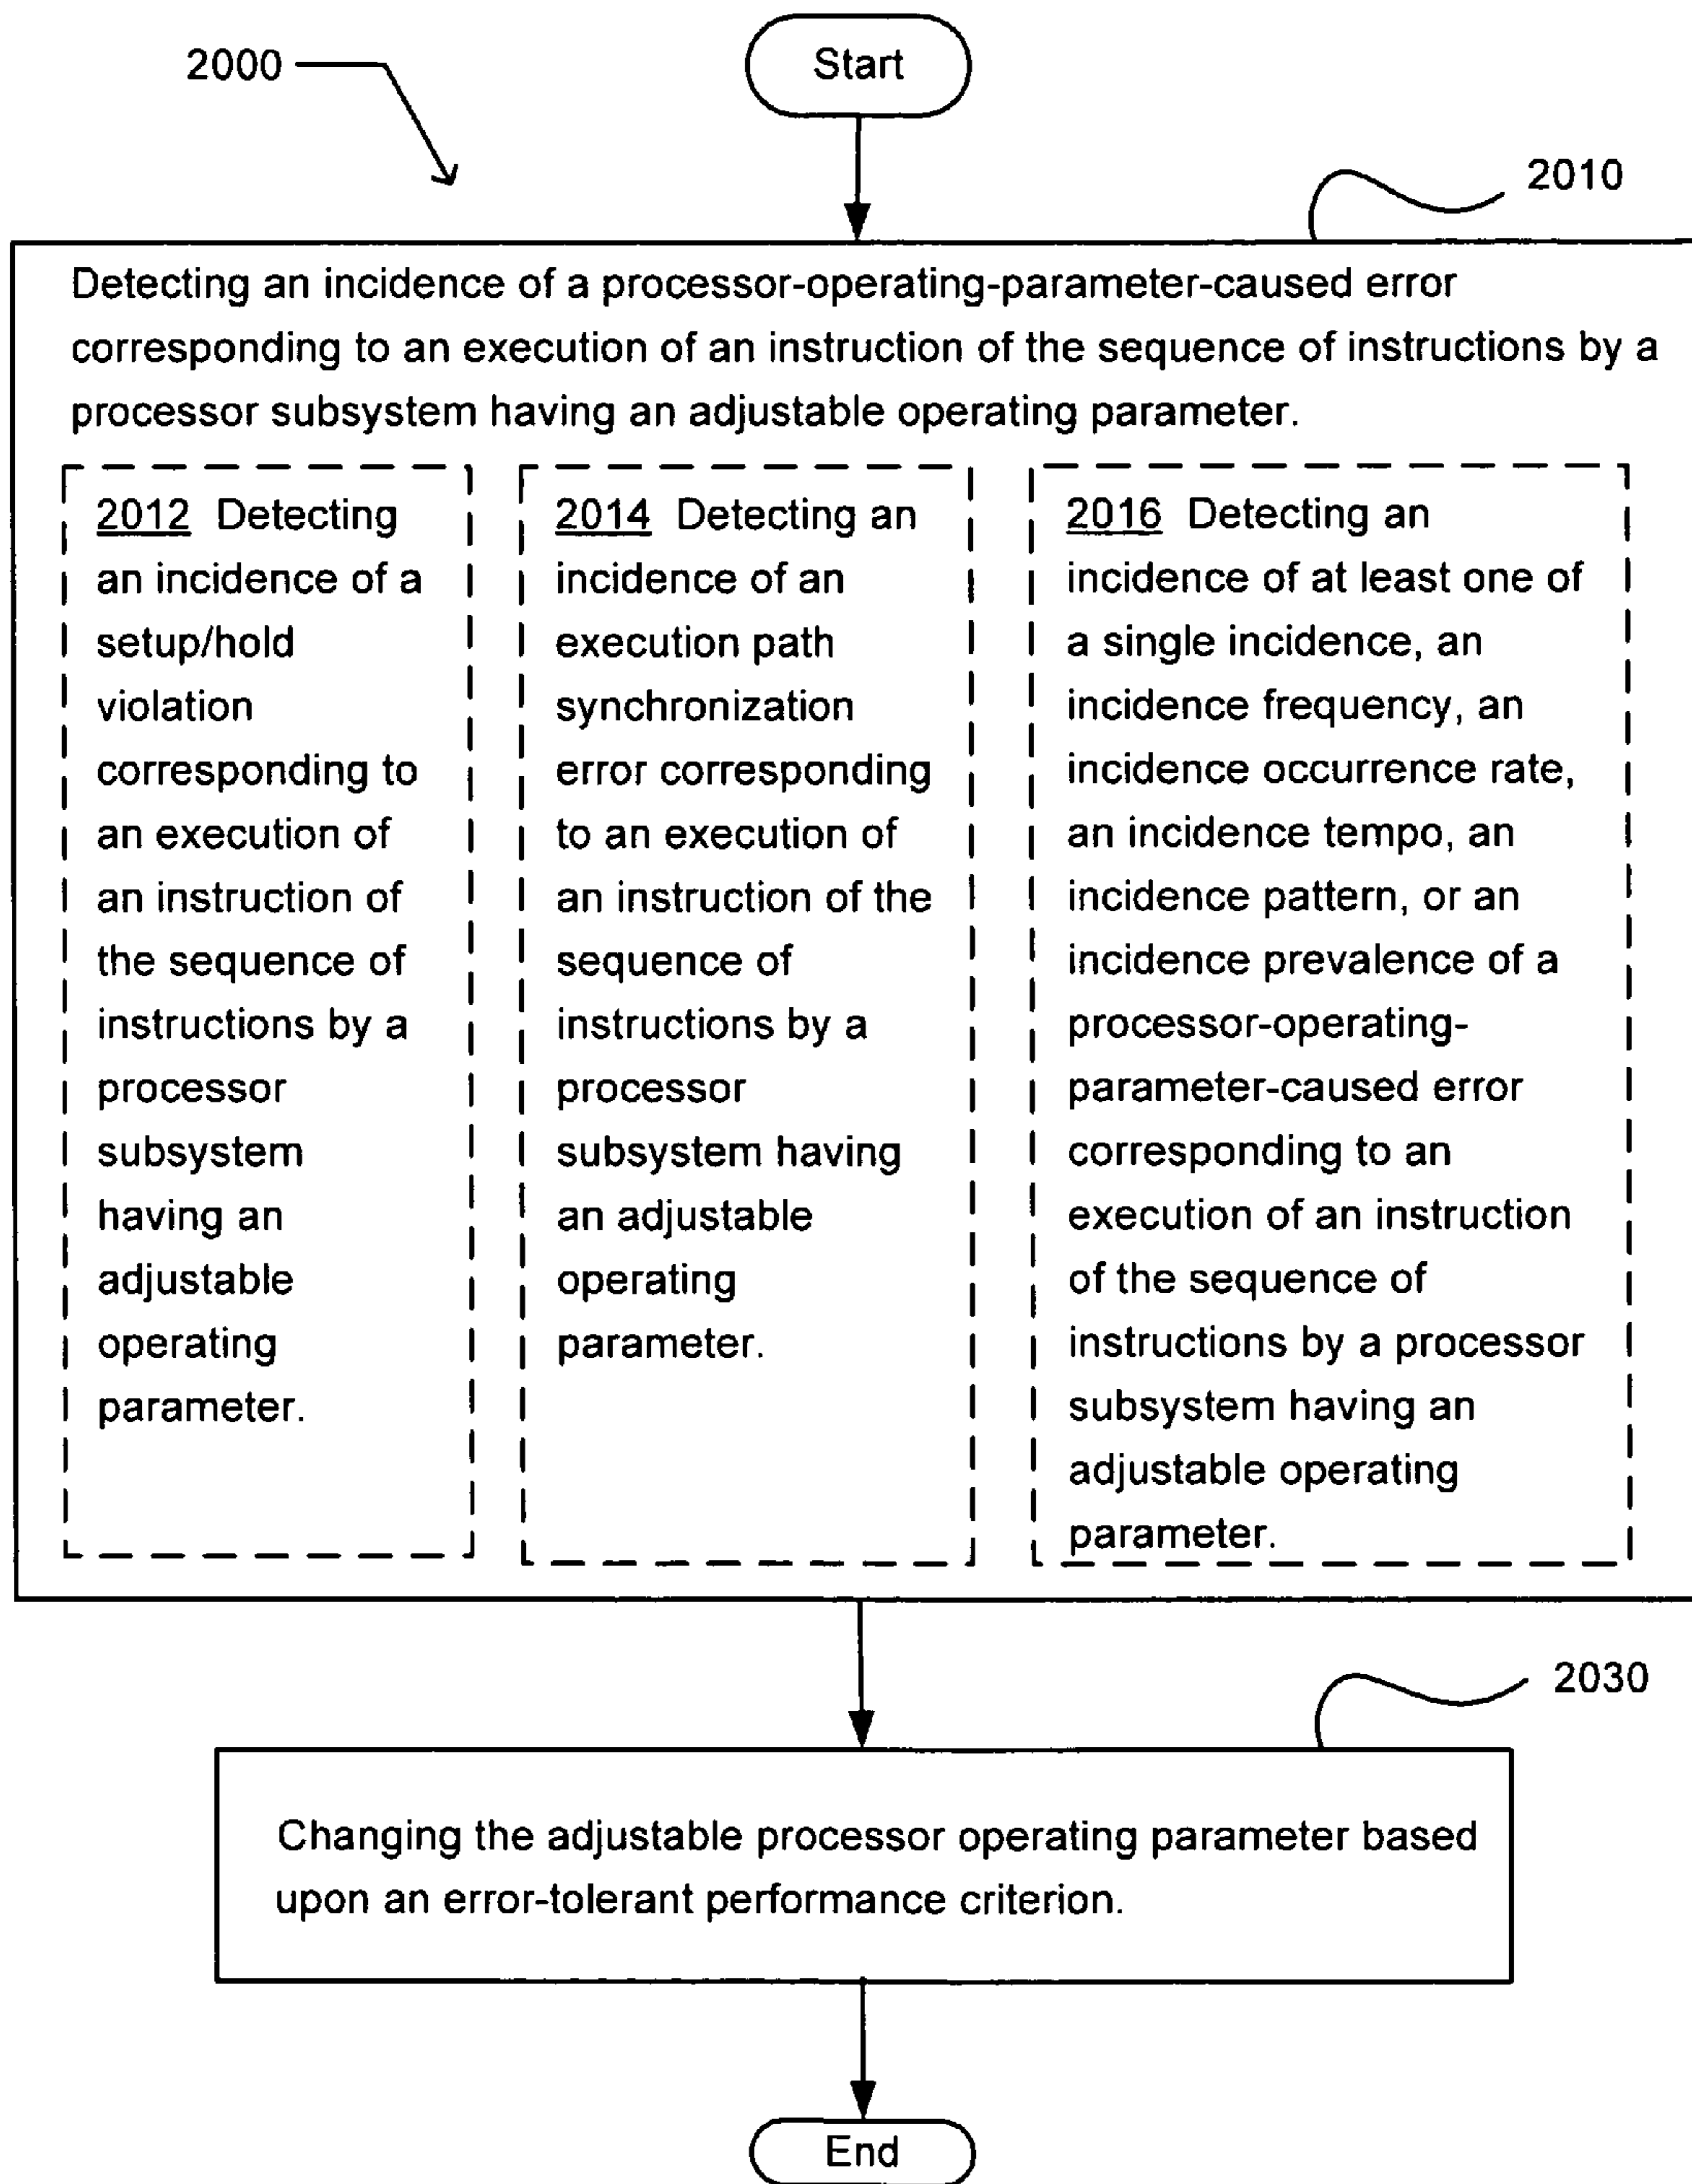 Start
2000
2010
Detecting an incidence of a processor-operating-parameter-caused error
corresponding to an execution of an instruction of the sequence of instructions by a
processor subsystem having an adjustable operating parameter.
2012 Detecting
an incidence of a
setup/hold
violation
corresponding to
an execution of
an instruction of
the sequence of
instructions by a
processor
subsystem
having an
adjustable
operating
parameter.
2014 Detecting an
incidence of an
execution path
synchronization
error corresponding
to an execution of
an instruction of the
sequence of
instructions by a
processor
subsystem having
an adjustable
operating
parameter.
2016 Detecting an
incidence of at least one of
a single incidence, an
incidence frequency, an
incidence occurrence rate,
an incidence tempo, an
incidence pattern, or an
incidence prevalence of a
processor-operating-
parameter-caused error
corresponding to an
execution of an instruction
of the sequence of
instructions by a processor
subsystem having an
adjustable operating
parameter.
2030
Changing the adjustable processor operating parameter based
upon an error-tolerant performance criterion.
End